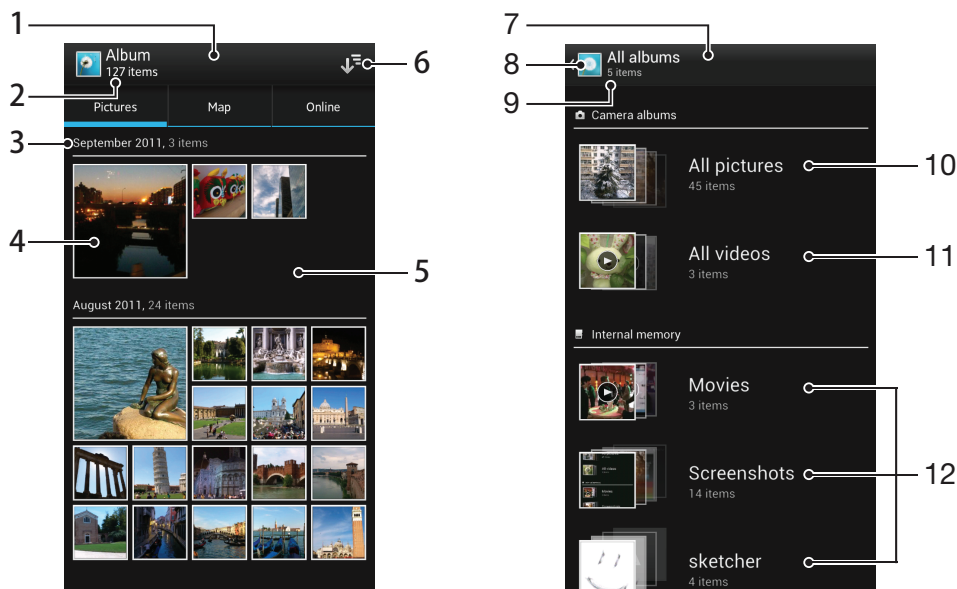 1
Album
127 items
6
2
Pictures
Map
Online
3
September 2011, 3 items
4
5
August 2011, 24 items
7
8
All albums
5 items
9
Camera albums
All pictures
45 items
10
All videos
3 items
11
Internal memory
Movies
3 items
Screenshots
14 items
12
sketcher
4 items